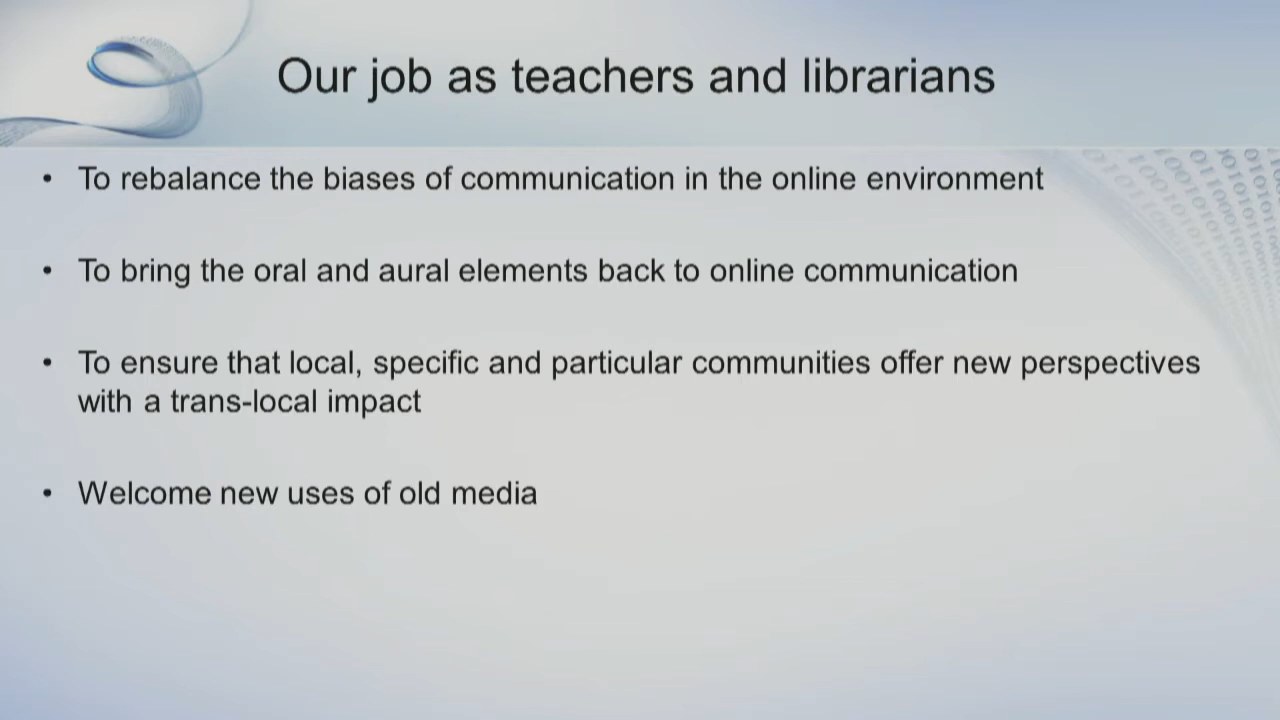 Our job as teachers and librarians
• To rebalance the biases of communication in the online environment
• To bring the oral and aural elements back to online communication
• To ensure that local, specific and particular communities offer new perspectives
with a trans-local impact
• Welcome new uses of old media